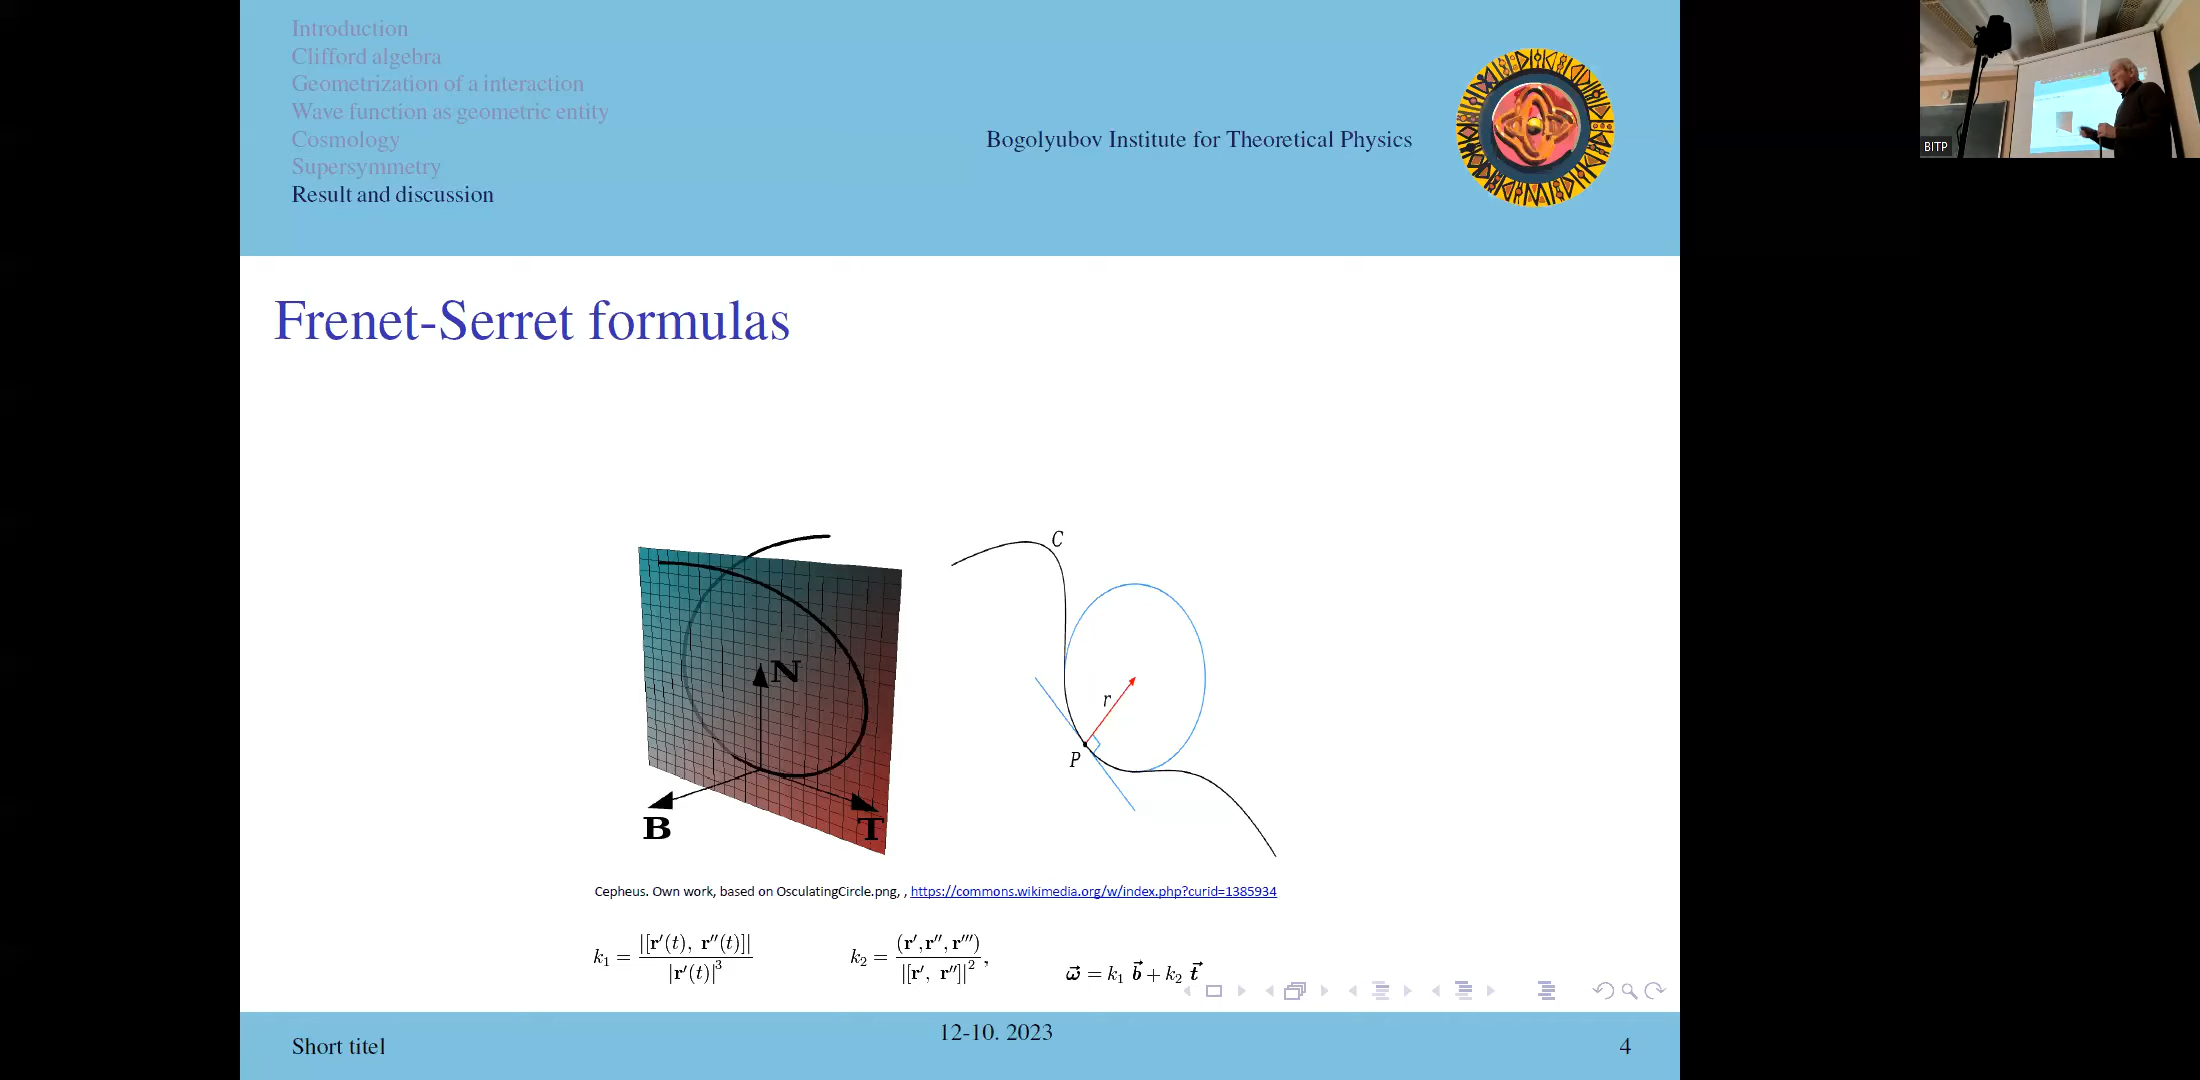 Introduction
Clifford algebra
Geometrization of a interaction
Wave function as geometric entity
Cosmology
Supersymmetry
Result and discussion
Bogolyubov Institute for Theoretical Physics
BITP
Frenet-Serret formulas
N
B
T
C
r
P
Cepheus. Own work, based on OsculatingCircle.png, , https://commons.wikimedia.org/w/index.php?curid=1385934
k₁ = |[r′(t), r″(t)]| / |r′(t)|³
k₂ = (r′,r″,r‴) / |[r′, r″]|²,
ω⃗ = k₁ b⃗ + k₂ t⃗
Short titel
12-10. 2023
4